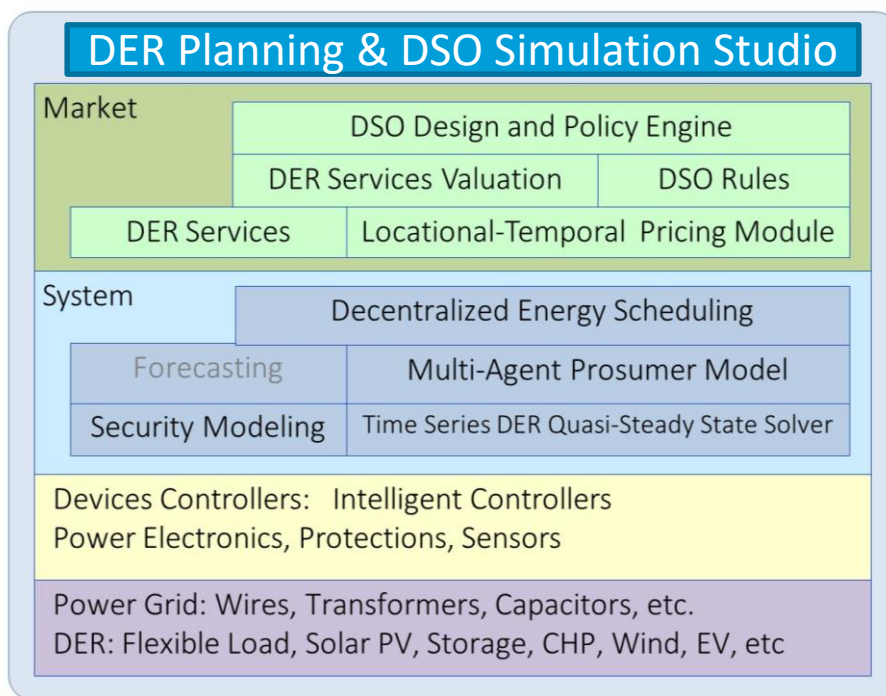 DER Planning & DSO Simulation Studio
Market
DSO Design and Policy Engine
DER Services Valuation
DSO Rules
DER Services
Locational-Temporal Pricing Module
System
Decentralized Energy Scheduling
Forecasting
Multi-Agent Prosumer Model
Security Modeling
Time Series DER Quasi-Steady State Solver
Devices Controllers: Intelligent Controllers
Power Electronics, Protections, Sensors
Power Grid: Wires, Transformers, Capacitors, etc.
DER: Flexible Load, Solar PV, Storage, CHP, Wind, EV, etc